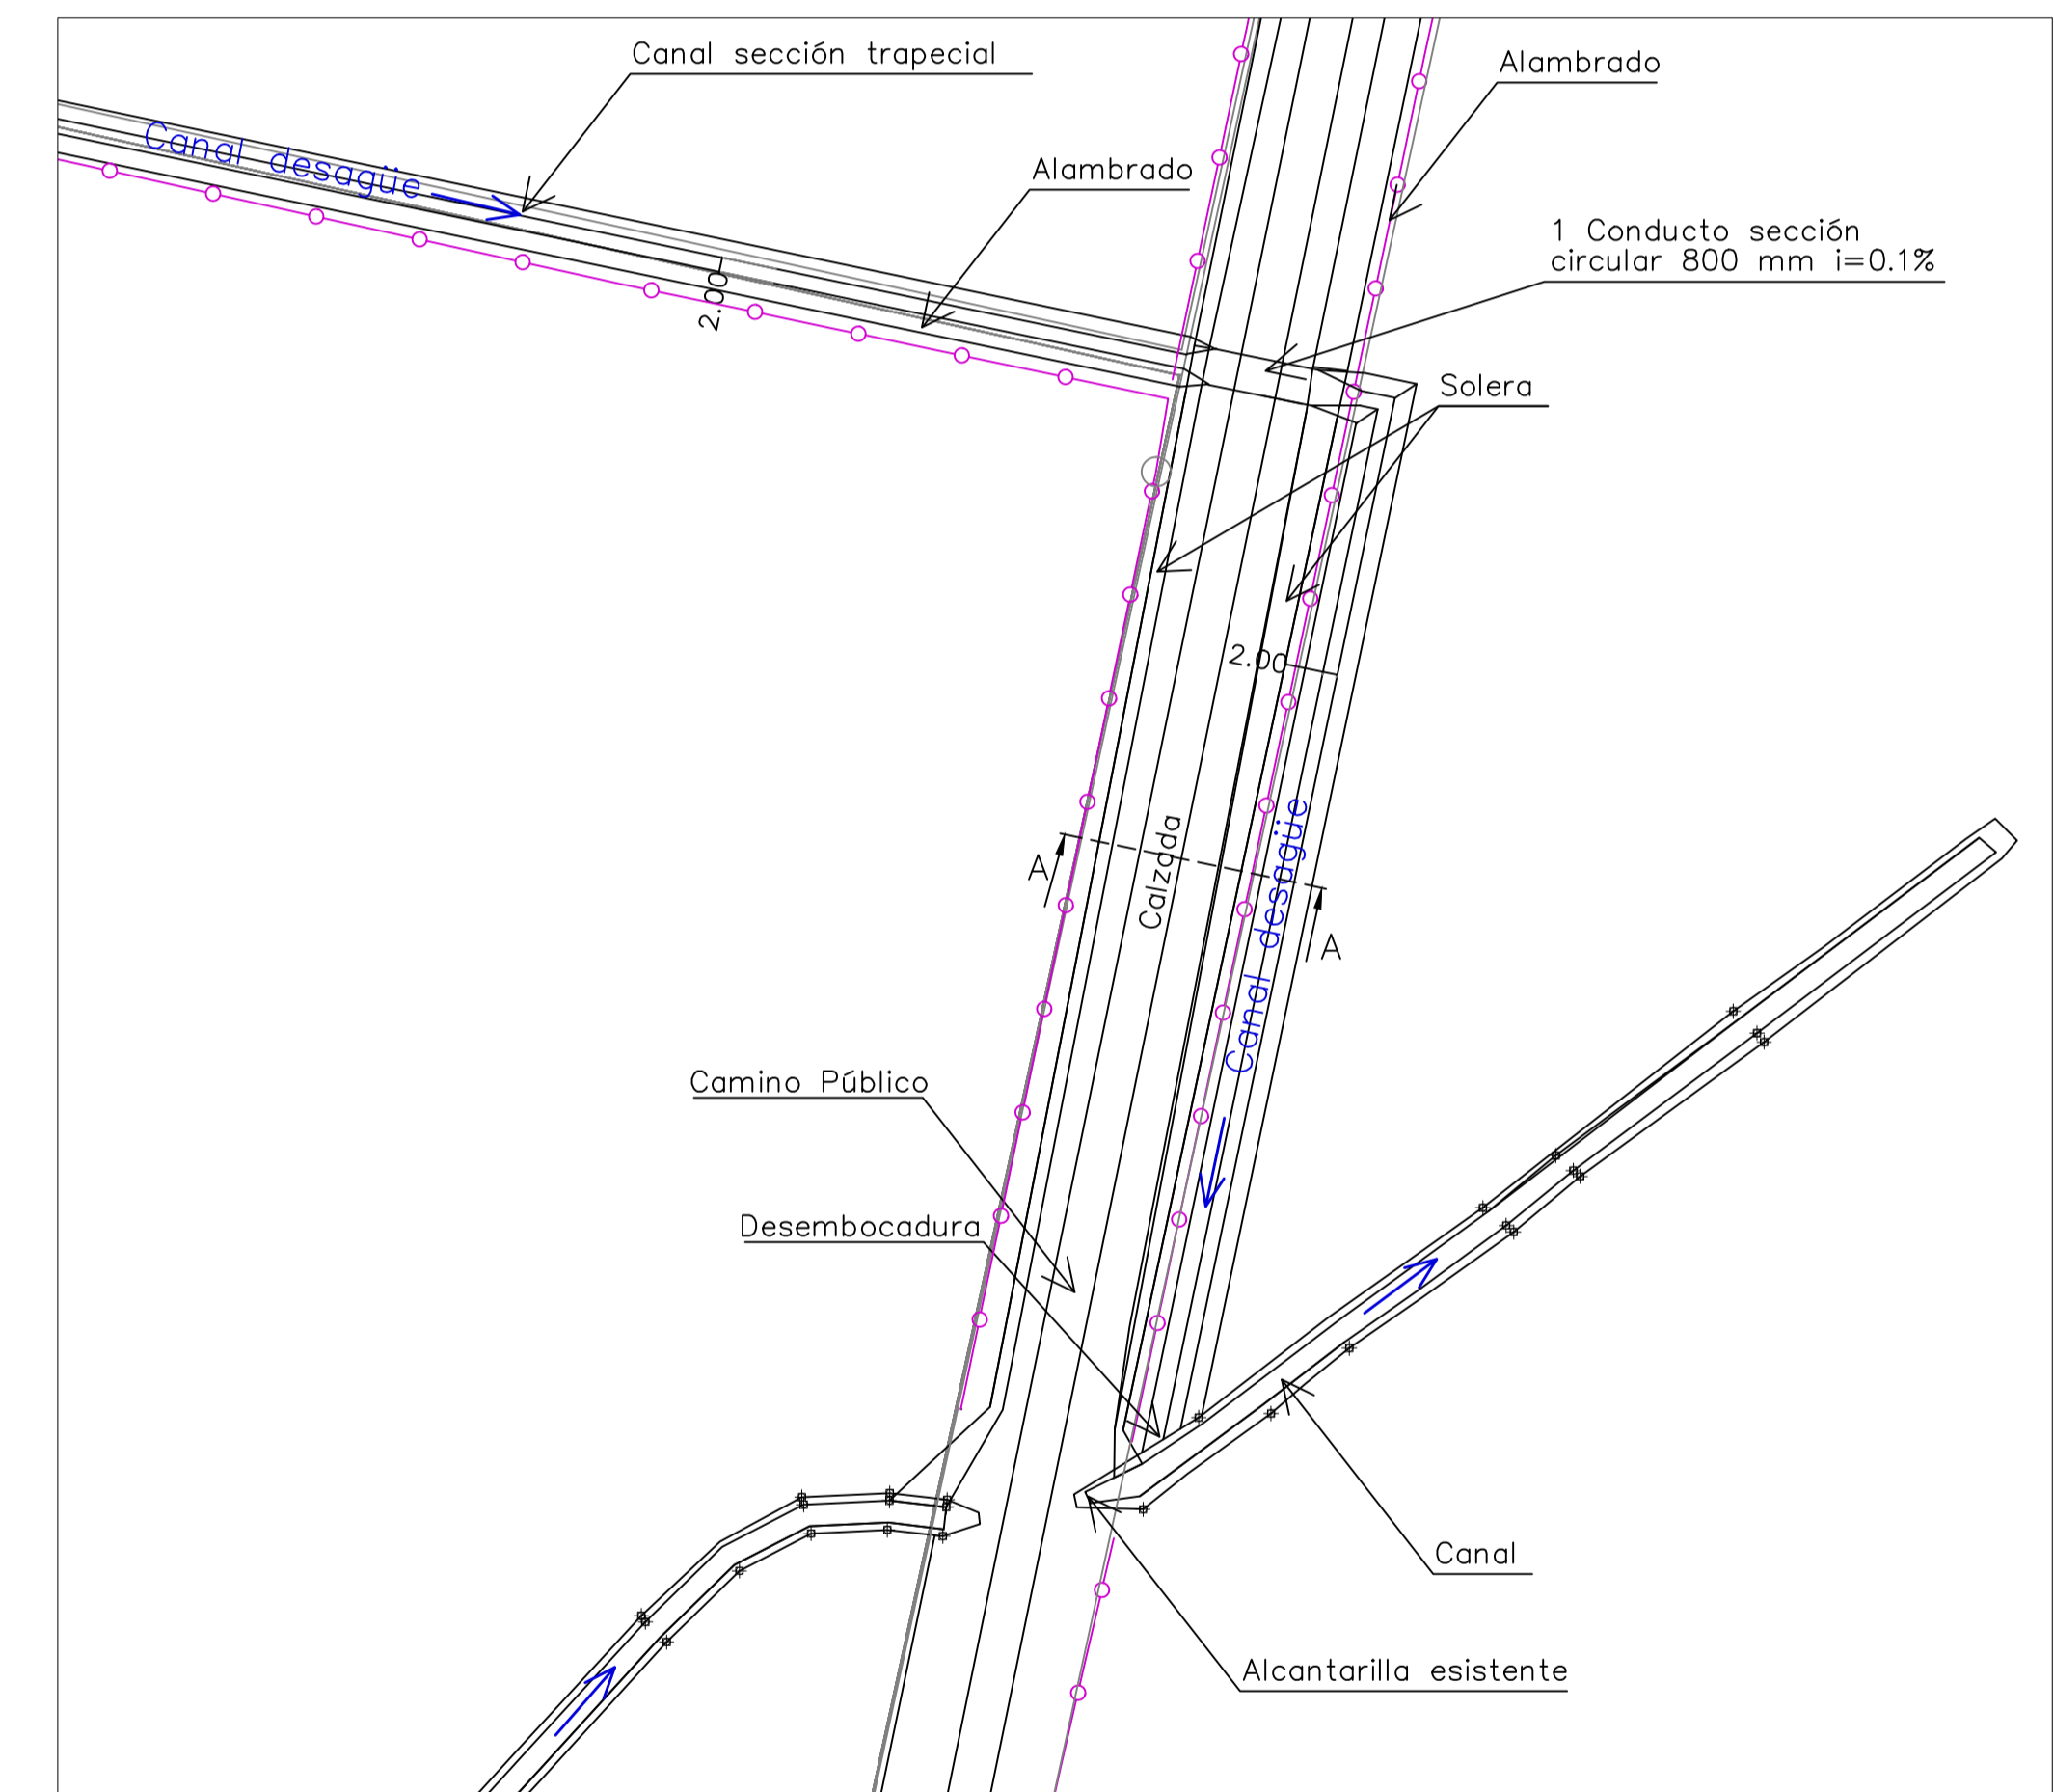 Canal sección trapecial
Alambrado
Canal desagüe
Alambrado
1 Conducto sección
circular 800 mm i=0.1%
2.00
Solera
2.00
Calzada
Canal desagüe
A
A
Camino Público
Desembocadura
Canal
Alcantarilla esistente